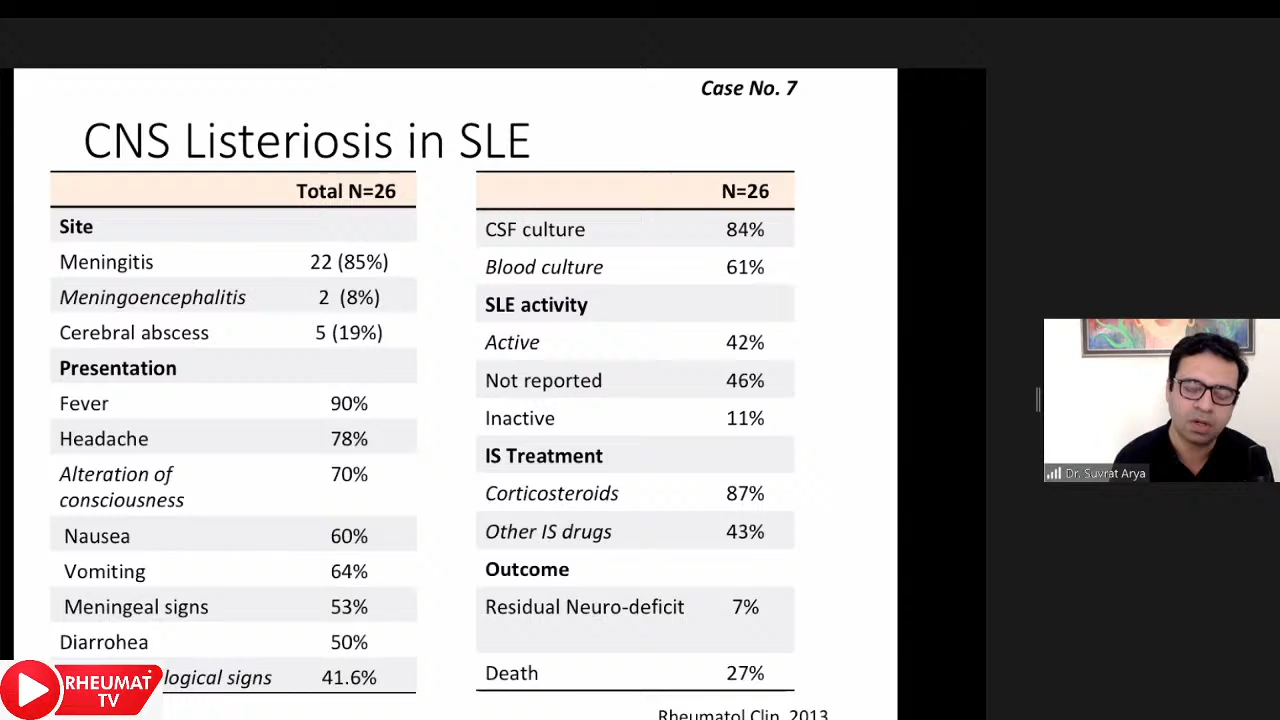 Case No. 7
CNS Listeriosis in SLE
Total N=26
Site
Meningitis 22 (85%)
Meningoencephalitis 2 (8%)
Cerebral abscess 5 (19%)
Presentation
Fever 90%
Headache 78%
Alteration of consciousness 70%
Nausea 60%
Vomiting 64%
Meningeal signs 53%
Diarrhoea 50%
logical signs 41.6%
N=26
CSF culture 84%
Blood culture 61%
SLE activity
Active 42%
Not reported 46%
Inactive 11%
IS Treatment
Corticosteroids 87%
Other IS drugs 43%
Outcome
Residual Neuro-deficit 7%
Death 27%
Rheumatol Clin. 2013
Dr. Suvrat Arya
RHEUMAT
TV